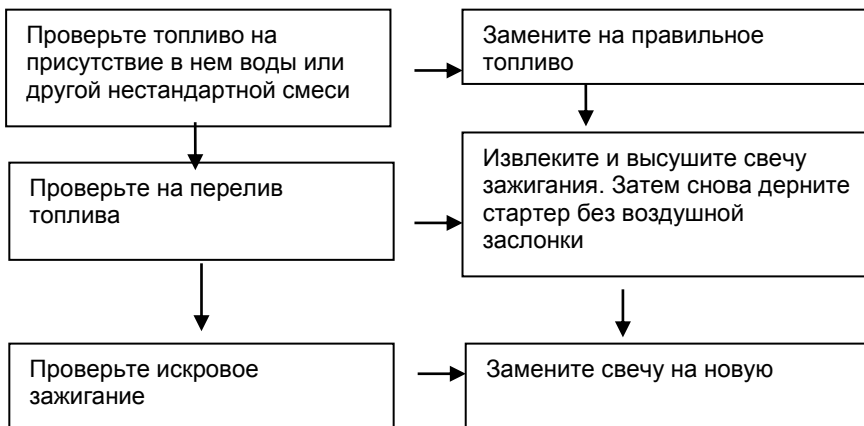 Проверьте топливо на
присутствие в нем воды или
другой нестандартной смеси
Замените на правильное
топливо
Проверьте на перелив
топлива
Извлеките и высушите свечу
зажигания. Затем снова дерните
стартер без воздушной
заслонки
Проверьте искровое
зажигание
Замените свечу на новую